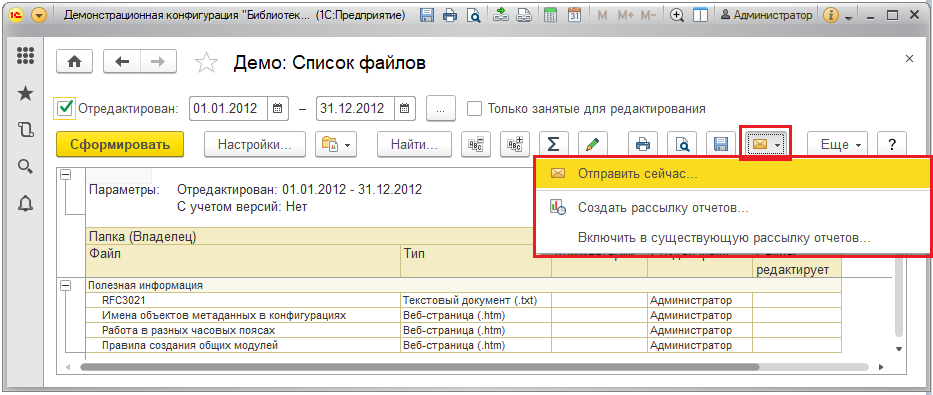 Демонстрационная конфигурация "Библиотек... (1С:Предприятие)
M M+ M-
Администратор
Демо: Список файлов
Отредактирован: 01.01.2012 – 31.12.2012 ... Только занятые для редактирования
Сформировать Настройки... Найти... Σ Еще ?
Отправить сейчас...
Создать рассылку отчетов...
Включить в существующую рассылку отчетов...
Параметры: Отредактирован: 01.01.2012 - 31.12.2012
С учетом версий: Нет
Папка (Владелец)
Файл Тип
редактирует
Полезная информация
RFC3021 Текстовый документ (.txt) Администратор
Имена объектов метаданных в конфигурациях Веб-страница (.htm) Администратор
Работа в разных часовых поясах Веб-страница (.htm) Администратор
Правила создания общих модулей Веб-страница (.htm) Администратор